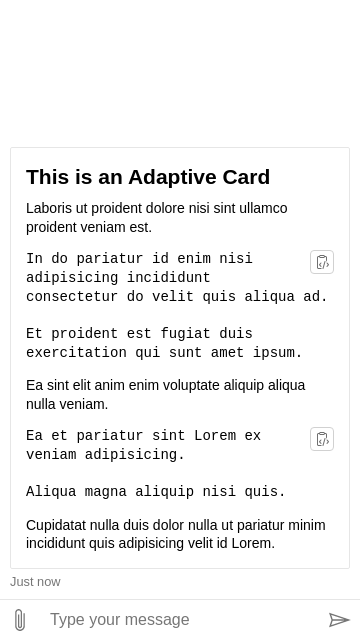 This is an Adaptive Card
Laboris ut proident dolore nisi sint ullamco
proident veniam est.
In do pariatur id enim nisi
adipisicing incididunt
consectetur do velit quis aliqua ad.
Et proident est fugiat duis
exercitation qui sunt amet ipsum.
Ea sint elit anim enim voluptate aliquip aliqua
nulla veniam.
Ea et pariatur sint Lorem ex
veniam adipisicing.
Aliqua magna aliquip nisi quis.
Cupidatat nulla duis dolor nulla ut pariatur minim
incididunt quis adipisicing velit id Lorem.
Just now
Type your message